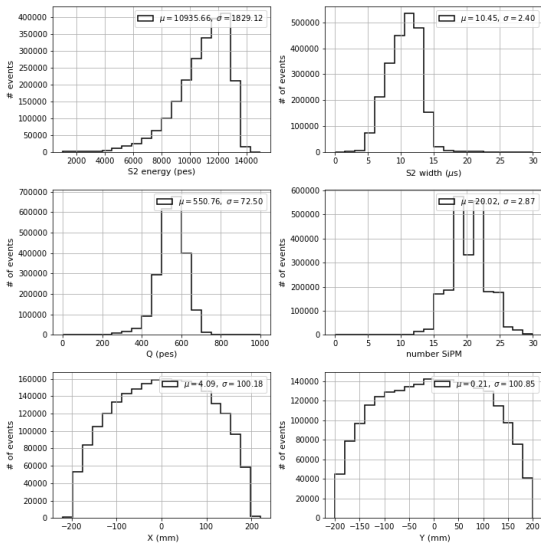 μ = 10935.66, σ = 1829.12
# events
400000
350000
300000
250000
200000
150000
100000
50000
0
2000 4000 6000 8000 10000 12000 14000
S2 energy (pes)
μ = 10.45, σ = 2.40
# of events
500000
400000
300000
200000
100000
0
0 5 10 15 20 25 30
S2 width (μs)
μ = 550.76, σ = 72.50
# of events
700000
600000
500000
400000
300000
200000
100000
0
0 200 400 600 800 1000
Q (pes)
μ = 20.02, σ = 2.87
# of events
600000
500000
400000
300000
200000
100000
0
0 5 10 15 20 25 30
number SiPM
μ = 4.09, σ = 100.18
# of events
160000
140000
120000
100000
80000
60000
40000
20000
0
−200 −100 0 100 200
X (mm)
μ = 0.21, σ = 100.85
# of events
140000
120000
100000
80000
60000
40000
20000
0
−200 −150 −100 −50 0 50 100 150 200
Y (mm)